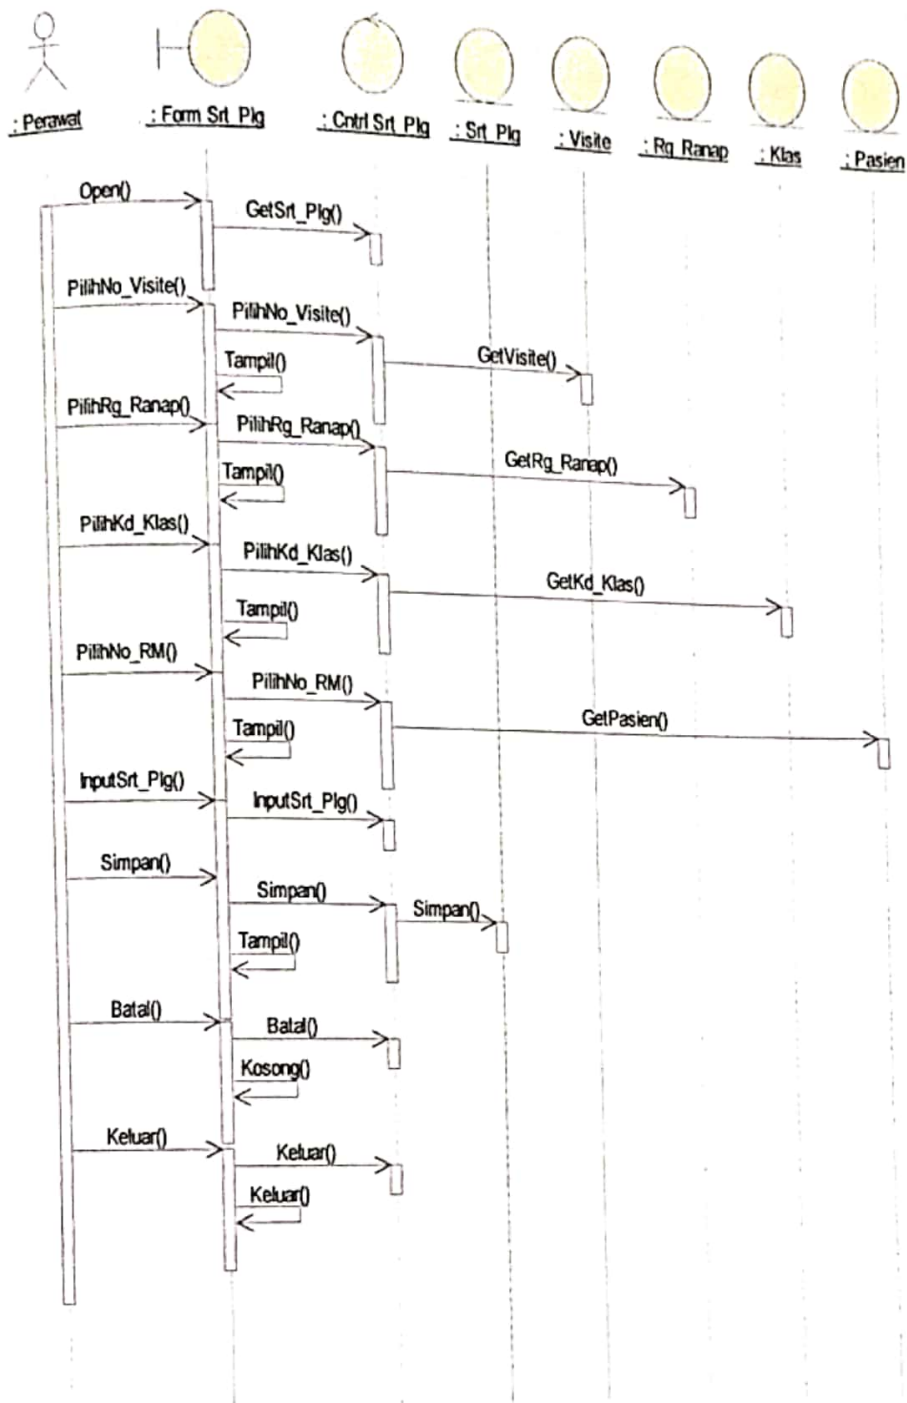 : Perawat
: Form Srt_Plg
: Cntrl Srt_Plg
: Srt_Plg
: Visite
: Rg_Ranap
: Klas
: Pasien
Open()
GetSrt_Plg()
PilihNo_Visite()
PilihNo_Visite()
GetVisite()
Tampil()
PilihRg_Ranap()
PilihRg_Ranap()
GetRg_Ranap()
Tampil()
PilihKd_Klas()
PilihKd_Klas()
GetKd_Klas()
Tampil()
PilihNo_RM()
PilihNo_RM()
GetPasien()
Tampil()
InputSrt_Plg()
InputSrt_Plg()
Simpan()
Simpan()
Simpan()
Tampil()
Batal()
Batal()
Kosong()
Keluar()
Keluar()
Keluar()